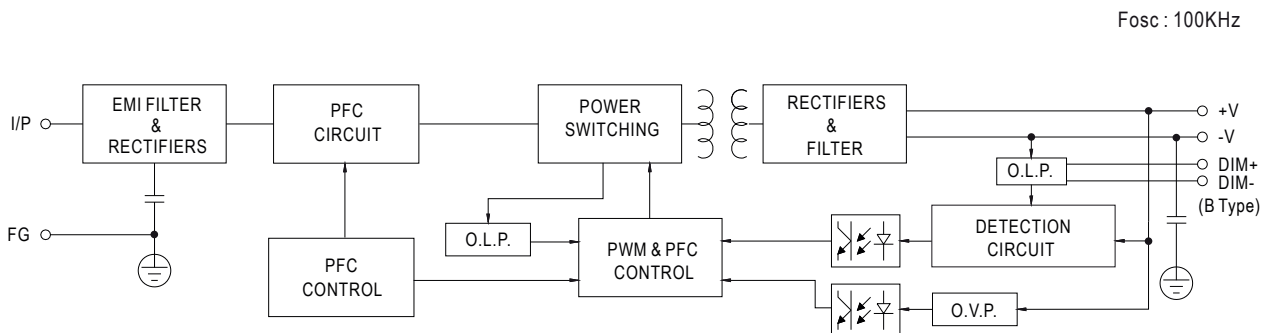 Fosc : 100KHz
I/P
EMI FILTER
&
RECTIFIERS
PFC
CIRCUIT
POWER
SWITCHING
RECTIFIERS
&
FILTER
+V
-V
DIM+
DIM-
(B Type)
O.L.P.
FG
O.L.P.
PFC
CONTROL
PWM & PFC
CONTROL
DETECTION
CIRCUIT
O.V.P.